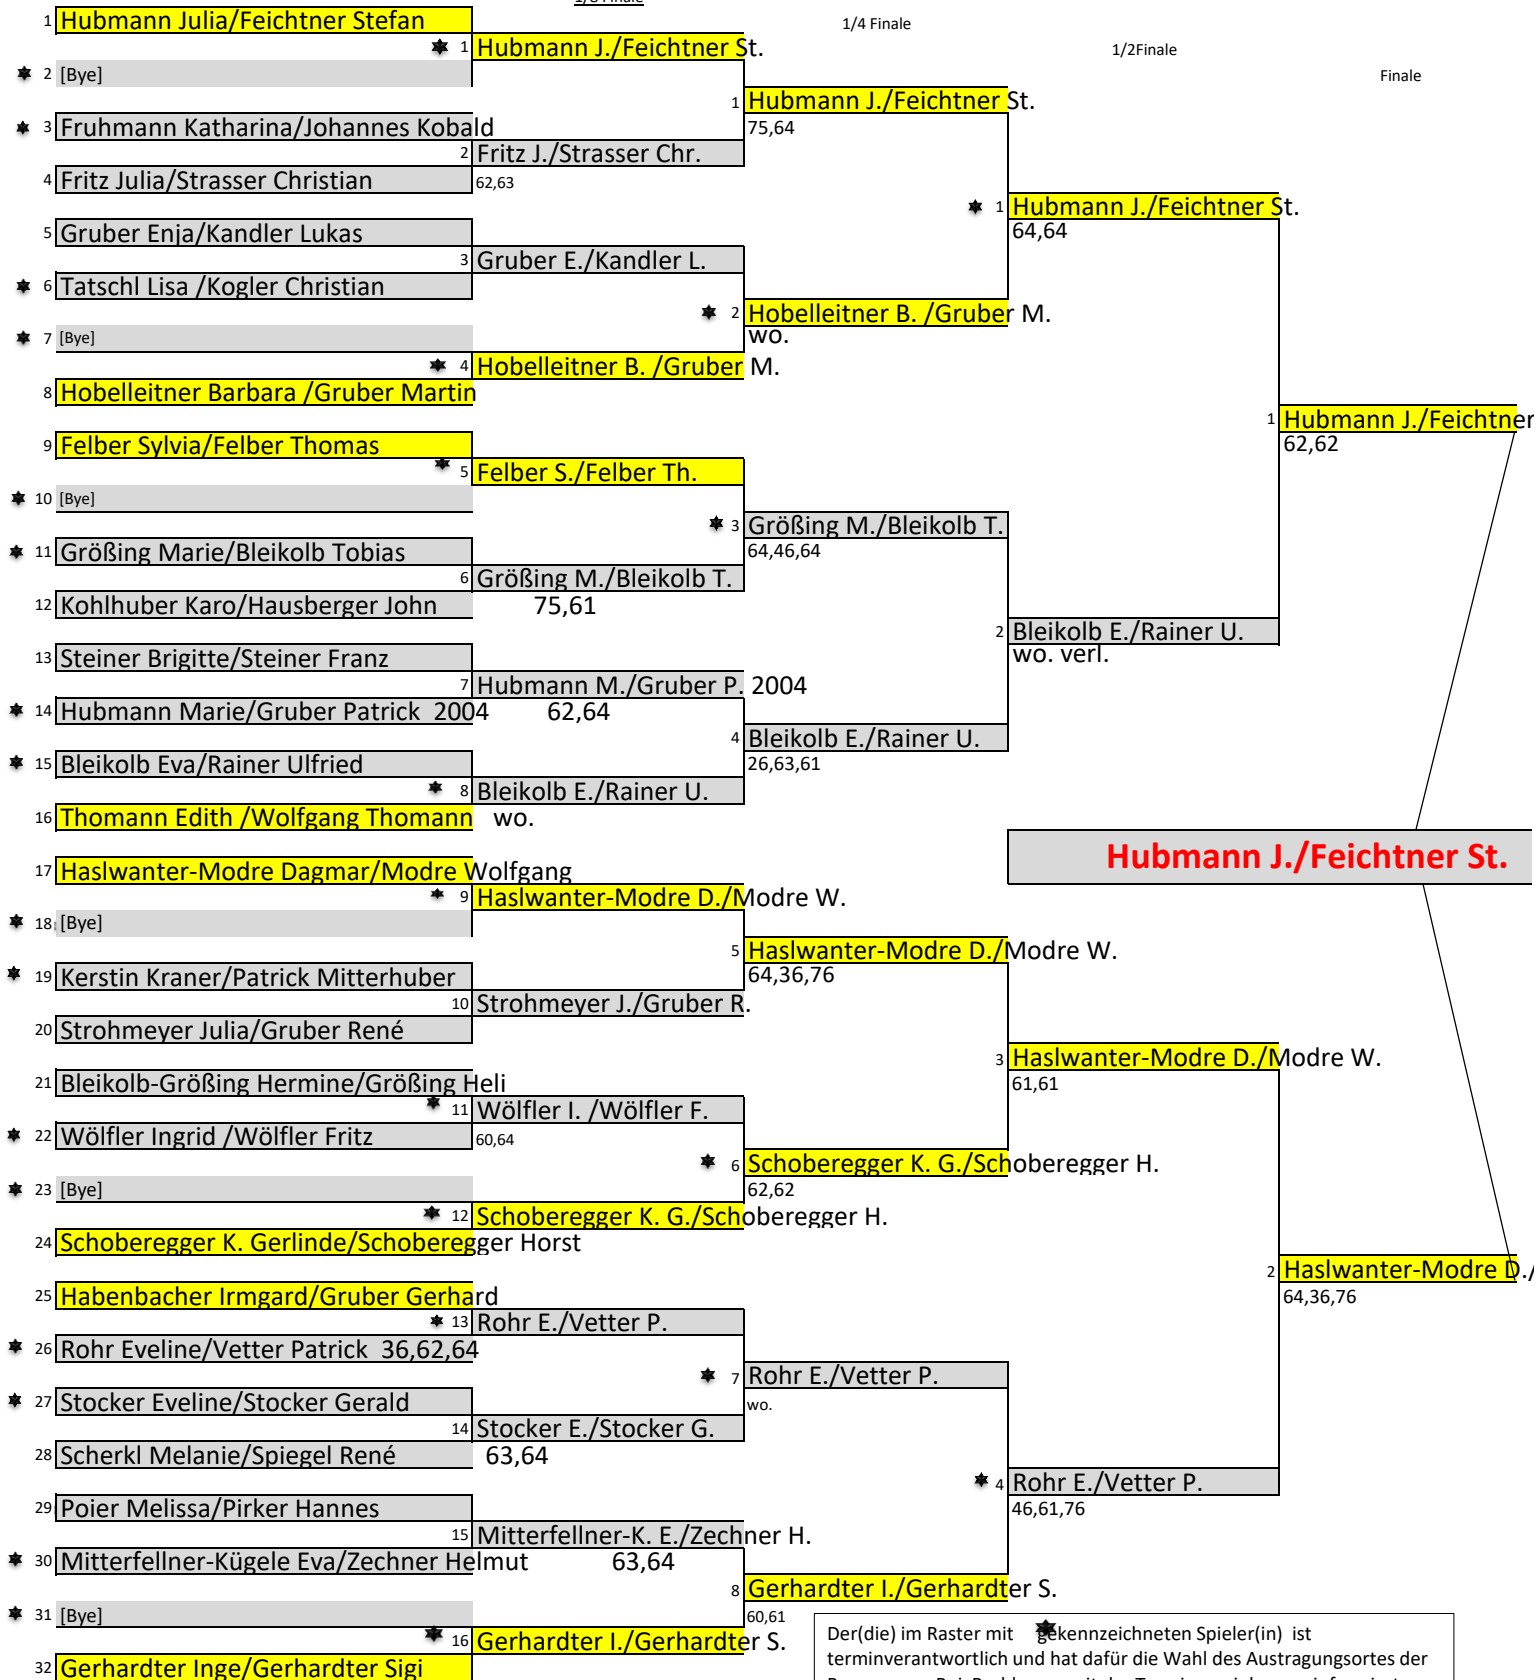 1/8 Finale
1/4 Finale
1/2Finale
Finale
1 Hubmann Julia/Feichtner Stefan
1 Hubmann J./Feichtner St.
2 [Bye]
1 Hubmann J./Feichtner St.
75,64
3 Fruhmann Katharina/Johannes Kobald
2 Fritz J./Strasser Chr.
62,63
4 Fritz Julia/Strasser Christian
1 Hubmann J./Feichtner St.
64,64
5 Gruber Enja/Kandler Lukas
3 Gruber E./Kandler L.
6 Tatschl Lisa /Kogler Christian
2 Hobelleitner B. /Gruber M.
wo.
7 [Bye]
4 Hobelleitner B. /Gruber M.
8 Hobelleitner Barbara /Gruber Martin
1 Hubmann J./Feichtner
62,62
9 Felber Sylvia/Felber Thomas
5 Felber S./Felber Th.
10 [Bye]
3 Größing M./Bleikolb T.
64,46,64
11 Größing Marie/Bleikolb Tobias
6 Größing M./Bleikolb T.
75,61
12 Kohlhuber Karo/Hausberger John
2 Bleikolb E./Rainer U.
wo. verl.
13 Steiner Brigitte/Steiner Franz
7 Hubmann M./Gruber P. 2004
62,64
14 Hubmann Marie/Gruber Patrick 2004
4 Bleikolb E./Rainer U.
26,63,61
15 Bleikolb Eva/Rainer Ulfried
8 Bleikolb E./Rainer U.
wo.
16 Thomann Edith /Wolfgang Thomann
Hubmann J./Feichtner St.
17 Haslwanter-Modre Dagmar/Modre Wolfgang
9 Haslwanter-Modre D./Modre W.
18 [Bye]
5 Haslwanter-Modre D./Modre W.
64,36,76
19 Kerstin Kraner/Patrick Mitterhuber
10 Strohmeyer J./Gruber R.
20 Strohmeyer Julia/Gruber René
3 Haslwanter-Modre D./Modre W.
61,61
21 Bleikolb-Größing Hermine/Größing Heli
11 Wölfler I. /Wölfler F.
60,64
22 Wölfler Ingrid /Wölfler Fritz
6 Schoberegger K. G./Schoberegger H.
62,62
23 [Bye]
12 Schoberegger K. G./Schoberegger H.
24 Schoberegger K. Gerlinde/Schoberegger Horst
2 Haslwanter-Modre D./
64,36,76
25 Habenbacher Irmgard/Gruber Gerhard
13 Rohr E./Vetter P.
26 Rohr Eveline/Vetter Patrick 36,62,64
7 Rohr E./Vetter P.
wo.
27 Stocker Eveline/Stocker Gerald
14 Stocker E./Stocker G.
63,64
28 Scherkl Melanie/Spiegel René
4 Rohr E./Vetter P.
46,61,76
29 Poier Melissa/Pirker Hannes
15 Mitterfellner-K. E./Zechner H.
63,64
30 Mitterfellner-Kügele Eva/Zechner Helmut
8 Gerhardter I./Gerhardter S.
60,61
31 [Bye]
16 Gerhardter I./Gerhardter S.
32 Gerhardter Inge/Gerhardter Sigi
Der(die) im Raster mit gekennzeichneten Spieler(in) ist
terminverantwortlich und hat dafür die Wahl des Austragungsortes der